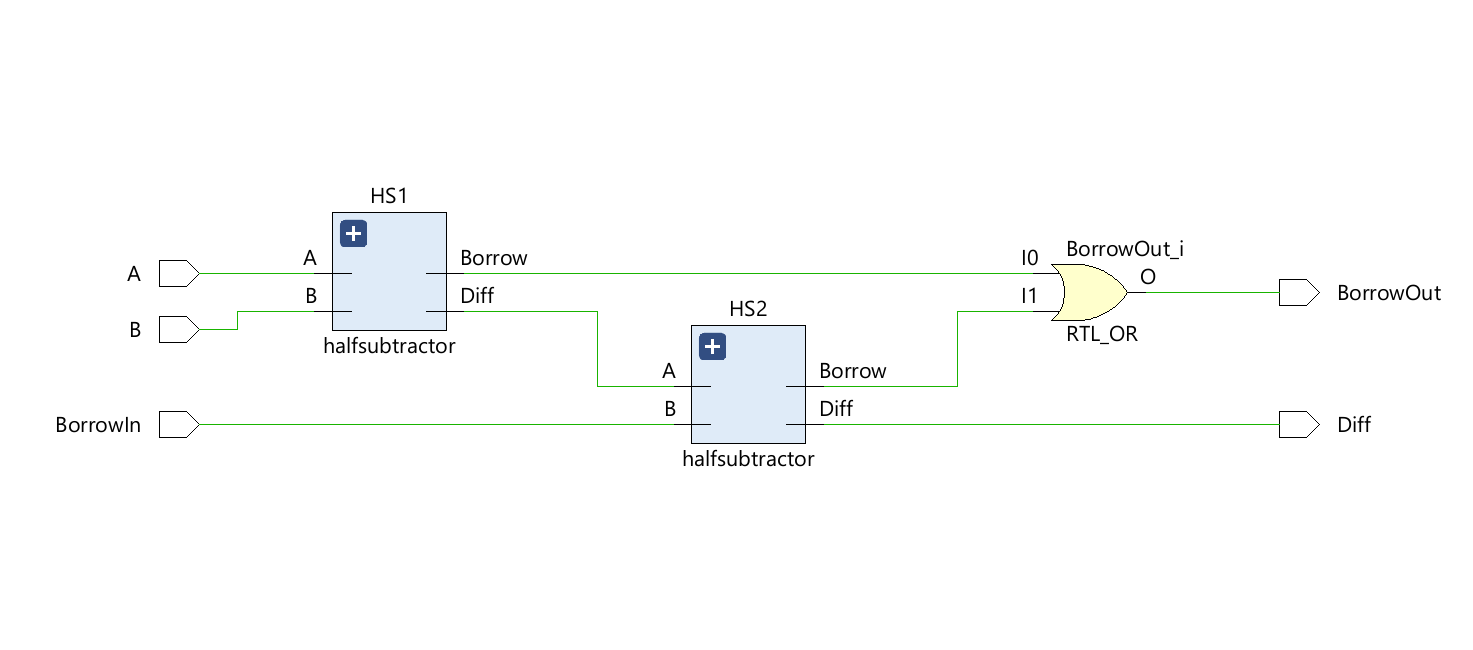 HS1
A
A
Borrow
I0
BorrowOut_i
O
B
B
Diff
I1
BorrowOut
halfsubtractor
HS2
RTL_OR
A
Borrow
BorrowIn
B
Diff
Diff
halfsubtractor